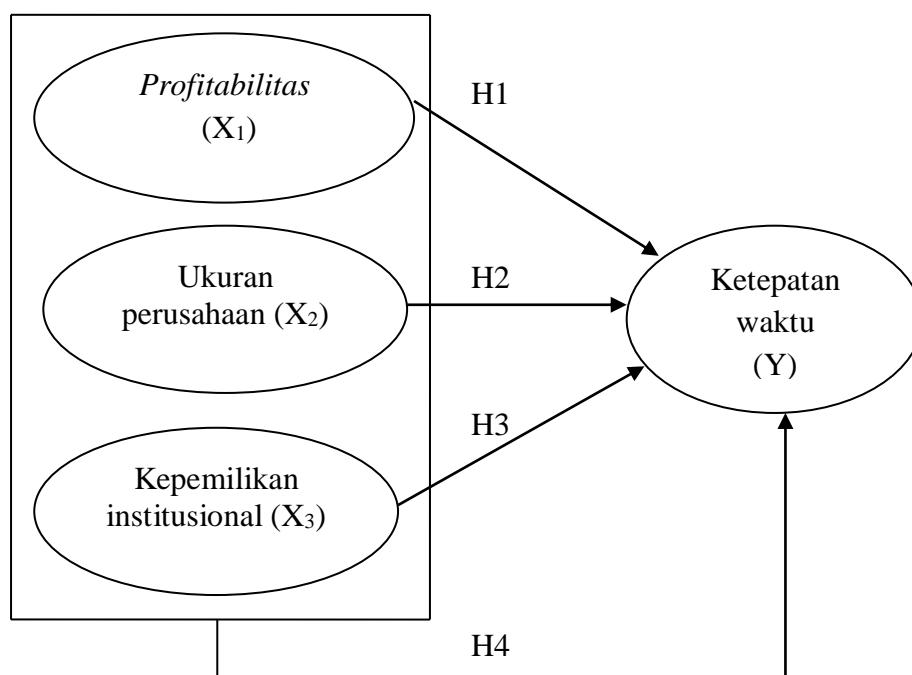 Profitabilitas
(X₁)
H1
Ukuran
perusahaan (X₂)
H2
Ketepatan
waktu
(Y)
H3
Kepemilikan
institusional (X₃)
H4